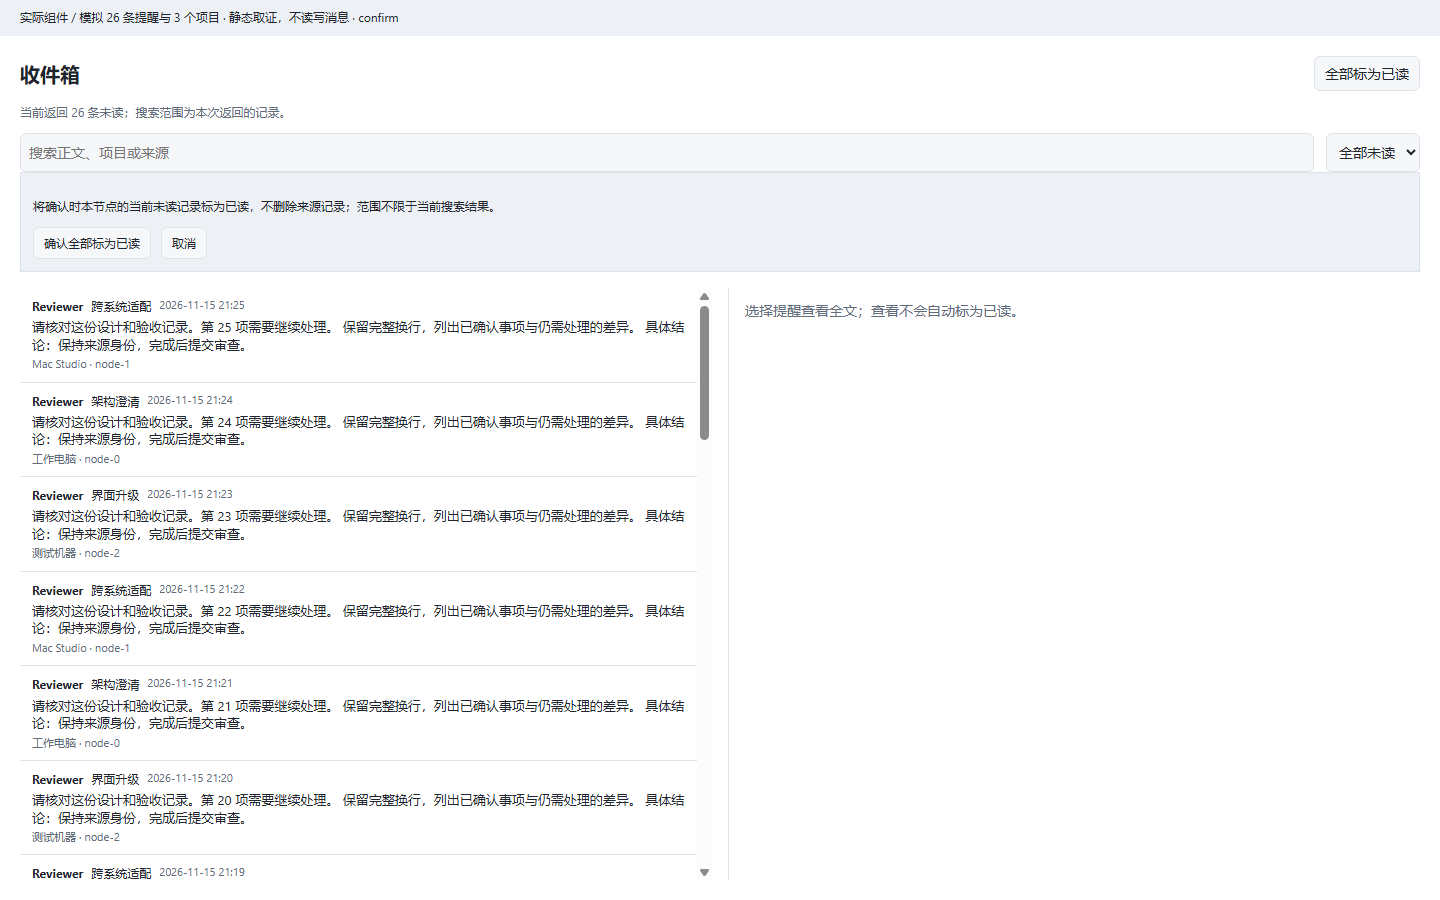 实际组件 / 模拟 26 条提醒与 3 个项目 · 静态取证，不读写消息 · confirm
收件箱
全部标为已读
当前返回 26 条未读；搜索范围为本次返回的记录。
搜索正文、项目或来源
全部未读
将确认时本节点的当前未读记录标为已读，不删除来源记录；范围不限于当前搜索结果。
确认全部标为已读
取消
Reviewer 跨系统适配 2026-11-15 21:25
请核对这份设计和验收记录。第 25 项需要继续处理。 保留完整换行，列出已确认事项与仍需处理的差异。 具体结
论：保持来源身份，完成后提交审查。
Mac Studio · node-1
选择提醒查看全文；查看不会自动标为已读。
Reviewer 架构澄清 2026-11-15 21:24
请核对这份设计和验收记录。第 24 项需要继续处理。 保留完整换行，列出已确认事项与仍需处理的差异。 具体结
论：保持来源身份，完成后提交审查。
工作电脑 · node-0
Reviewer 界面升级 2026-11-15 21:23
请核对这份设计和验收记录。第 23 项需要继续处理。 保留完整换行，列出已确认事项与仍需处理的差异。 具体结
论：保持来源身份，完成后提交审查。
测试机器 · node-2
Reviewer 跨系统适配 2026-11-15 21:22
请核对这份设计和验收记录。第 22 项需要继续处理。 保留完整换行，列出已确认事项与仍需处理的差异。 具体结
论：保持来源身份，完成后提交审查。
Mac Studio · node-1
Reviewer 架构澄清 2026-11-15 21:21
请核对这份设计和验收记录。第 21 项需要继续处理。 保留完整换行，列出已确认事项与仍需处理的差异。 具体结
论：保持来源身份，完成后提交审查。
工作电脑 · node-0
Reviewer 界面升级 2026-11-15 21:20
请核对这份设计和验收记录。第 20 项需要继续处理。 保留完整换行，列出已确认事项与仍需处理的差异。 具体结
论：保持来源身份，完成后提交审查。
测试机器 · node-2
Reviewer 跨系统适配 2026-11-15 21:19